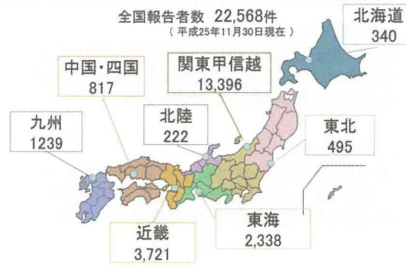 全国報告者数 22,568件
( 平成25年11月30日現在 )
北海道
340
中国・四国
817
関東甲信越
13,396
九州
1239
北陸
222
東北
495
近畿
3,721
東海
2,338